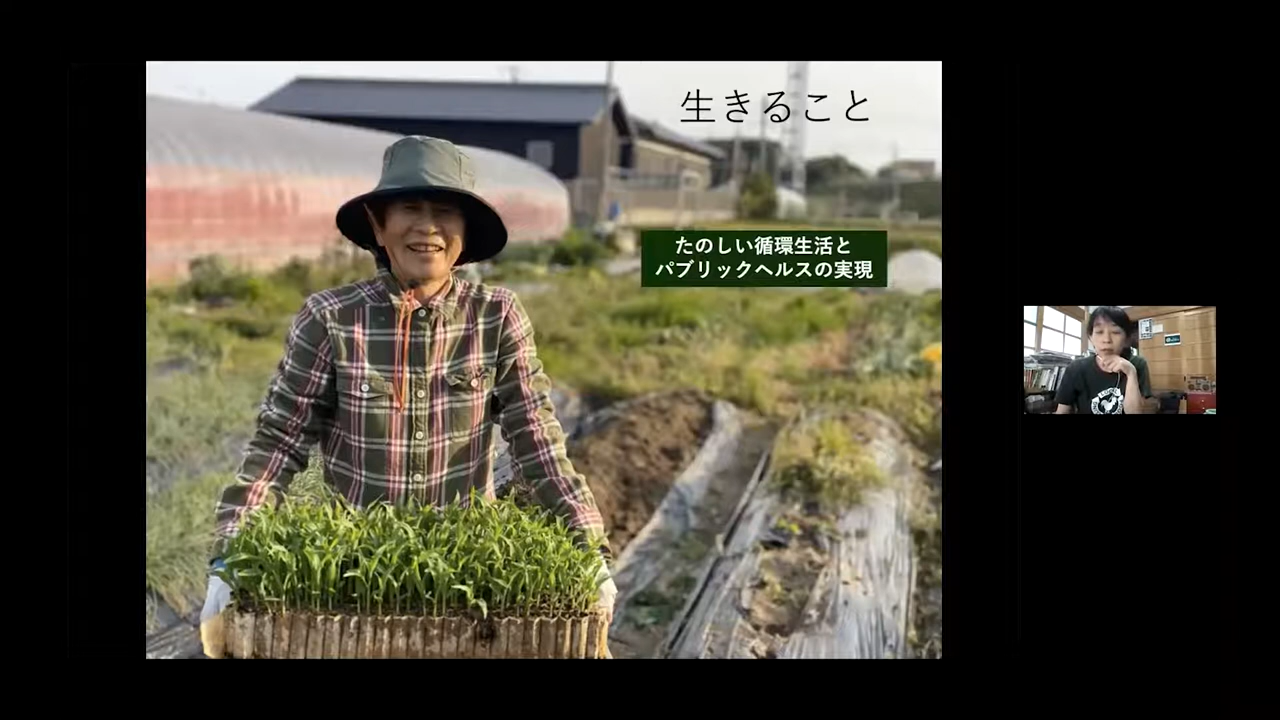 生きること
たのしい循環生活と
パブリックヘルスの実現